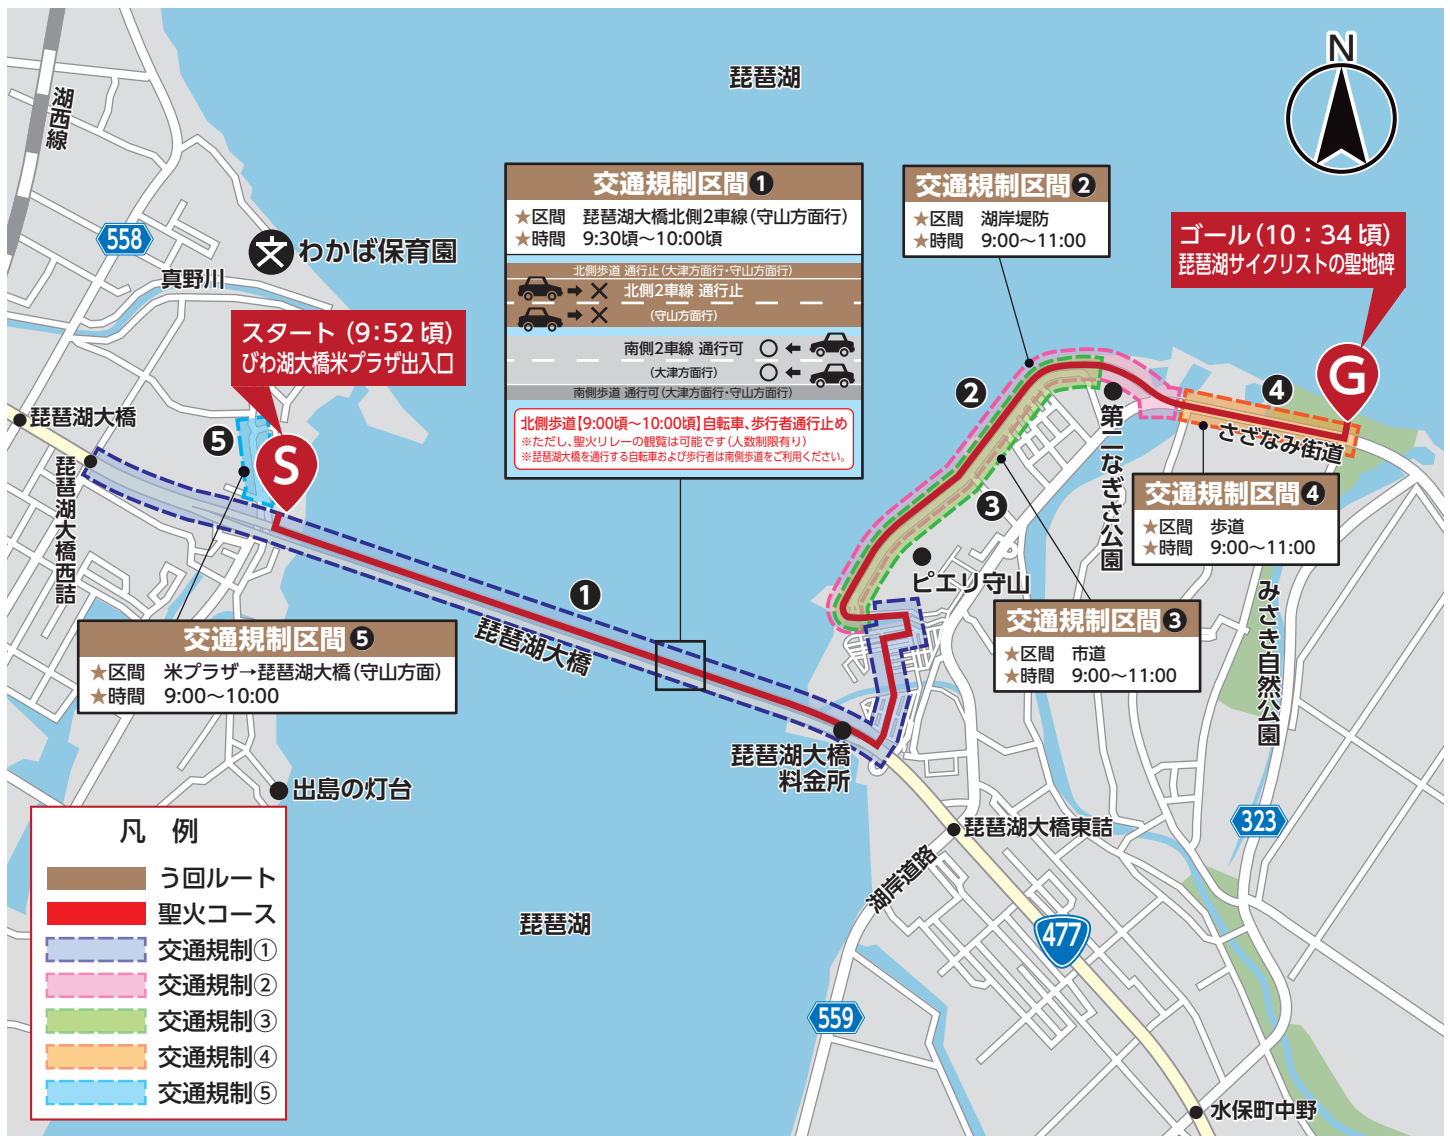 琵琶湖
N
湖西線
558
わかば保育園
真野川
スタート（9:52 頃）
びわ湖大橋米プラザ出入口
琵琶湖大橋
琵琶湖大橋西詰
❺
S
交通規制区間❶
★区間 琵琶湖大橋北側2車線（守山方面行）
★時間 9:30頃～10:00頃
北側歩道 通行止（大津方面行・守山方面行）
北側2車線 通行止
（守山方面行）
南側2車線 通行可
（大津方面行）
南側歩道 通行可（大津方面行・守山方面行）
北側歩道【9:00頃～10:00頃】自転車、歩行者通行止め
※ただし、聖火リレーの観覧は可能です（人数制限有り）
※琵琶湖大橋を通行する自転車および歩行者は南側歩道をご利用ください。
交通規制区間❷
★区間 湖岸堤防
★時間 9:00～11:00
ゴール（10：34 頃）
琵琶湖サイクリストの聖地碑
G
❷
❹
さざなみ街道
第二なぎさ公園
❸
交通規制区間❹
★区間 歩道
★時間 9:00～11:00
ピエリ守山
みさき自然公園
交通規制区間❸
★区間 市道
★時間 9:00～11:00
❶
琵琶湖大橋
交通規制区間❺
★区間 米プラザ→琵琶湖大橋（守山方面）
★時間 9:00～10:00
琵琶湖大橋
料金所
出島の灯台
琵琶湖大橋東詰
323
湖岸道路
琵琶湖
477
559
水保町中野
凡 例
う回ルート
聖火コース
交通規制①
交通規制②
交通規制③
交通規制④
交通規制⑤